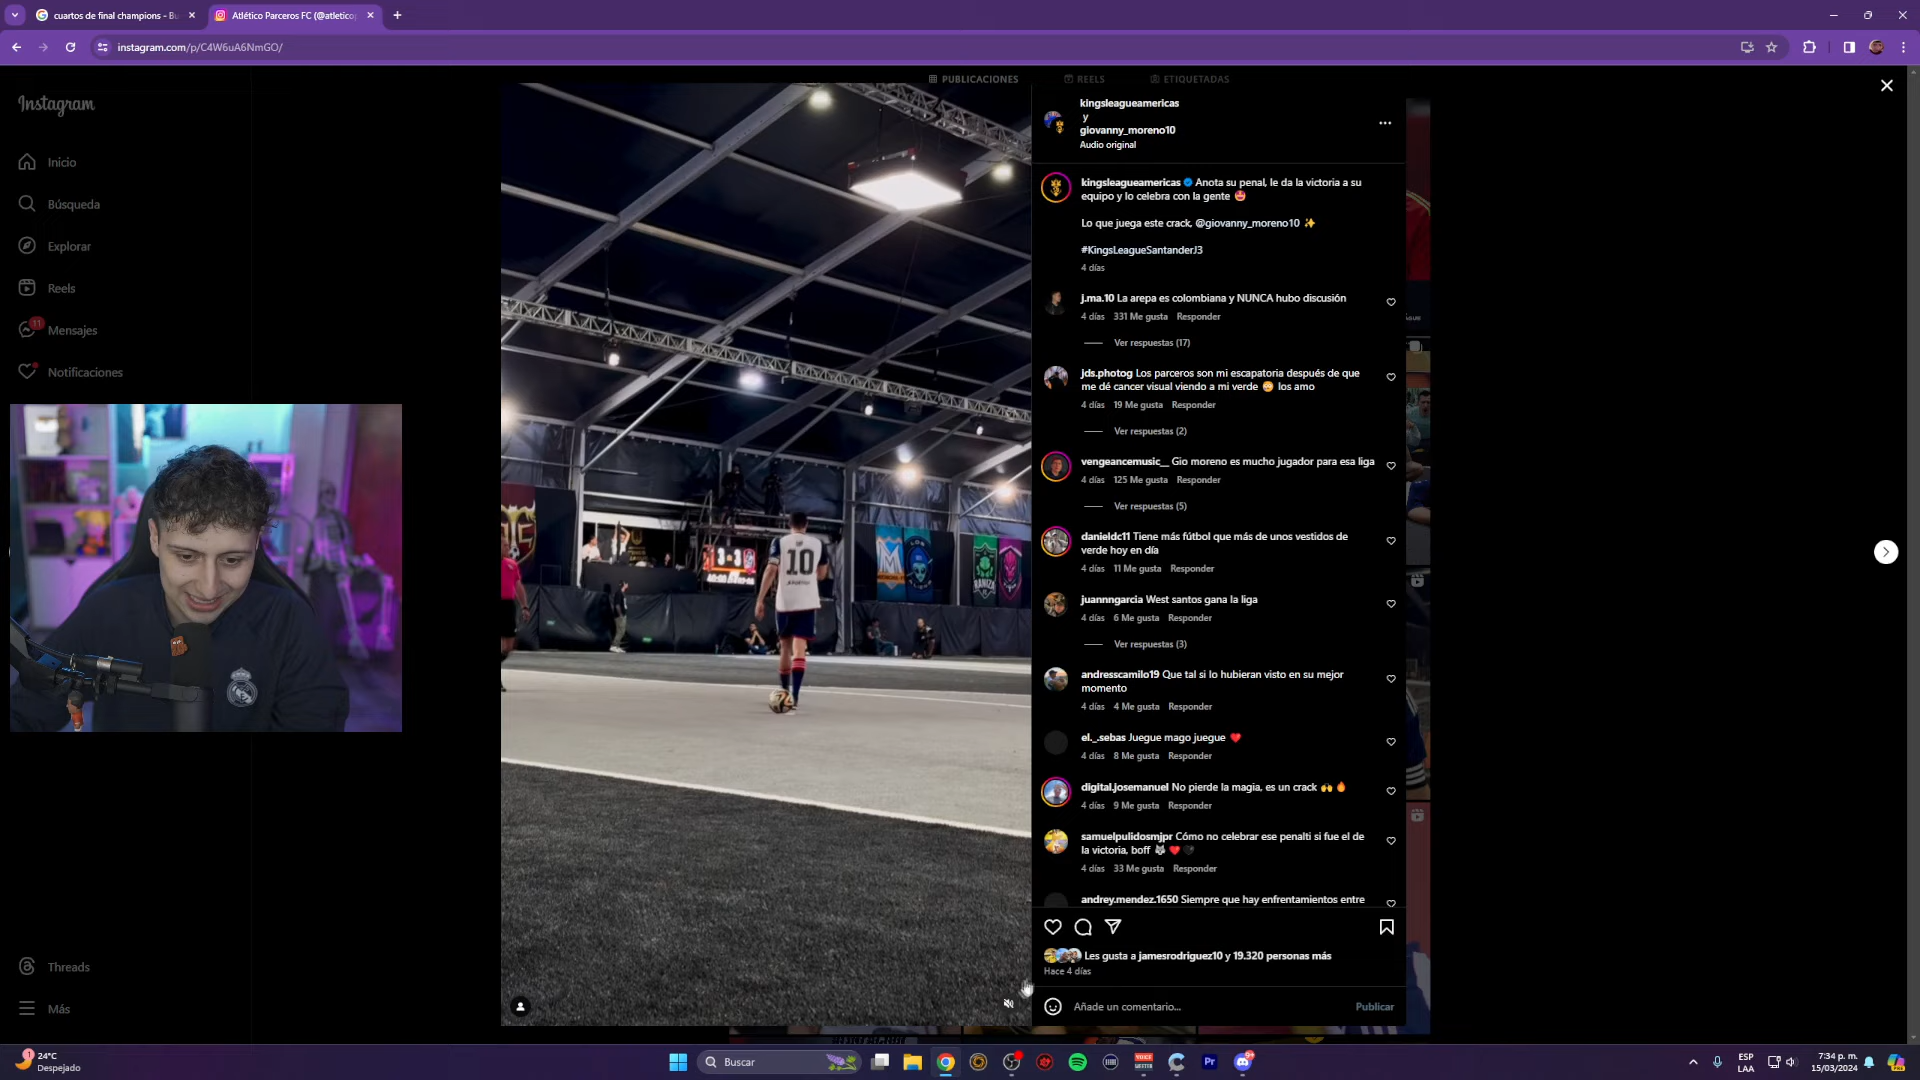 cuartos de final champions - Bu
Atlético Parceros FC (@atletico
instagram.com/p/C4W6uA6NmGO/
PUBLICACIONES
REELS
ETIQUETADAS
Instagram
Inicio
Búsqueda
Explorar
Reels
11
Mensajes
Notificaciones
Threads
Más
10
kingsleagueamericas
y
giovanny_moreno10
Audio original
kingsleagueamericas Anota su penal, le da la victoria a su
equipo y lo celebra con la gente 🤩
Lo que juega este crack, @giovanny_moreno10 ✨
#KingsLeagueSantanderJ3
4 días
j.ma.10 La arepa es colombiana y NUNCA hubo discusión
4 días 331 Me gusta Responder
Ver respuestas (17)
jds.photog Los parceros son mi escapatoria después de que
me dé cancer visual viendo a mi verde 😳 los amo
4 días 19 Me gusta Responder
Ver respuestas (2)
vengeancemusic__ Gio moreno es mucho jugador para esa liga
4 días 125 Me gusta Responder
Ver respuestas (5)
danieldc11 Tiene más fútbol que más de unos vestidos de
verde hoy en día
4 días 11 Me gusta Responder
juannngarcia West santos gana la liga
4 días 6 Me gusta Responder
Ver respuestas (3)
andresscamilo19 Que tal si lo hubieran visto en su mejor
momento
4 días 4 Me gusta Responder
el._.sebas Juegue mago juegue ❤️
4 días 8 Me gusta Responder
digital.josemanuel No pierde la magia, es un crack 🙌🔥
4 días 9 Me gusta Responder
samuelpulidosmjpr Cómo no celebrar ese penalti si fue el de
la victoria, boff 🐺❤️🖤
4 días 33 Me gusta Responder
andrey.mendez.1650 Siempre que hay enfrentamientos entre
Les gusta a jamesrodriguez10 y 19.320 personas más
Hace 4 días
Añade un comentario...
Publicar
1
24°C
Despejado
Buscar
Pr
9+
ESP
LAA
7:34 p. m.
15/03/2024